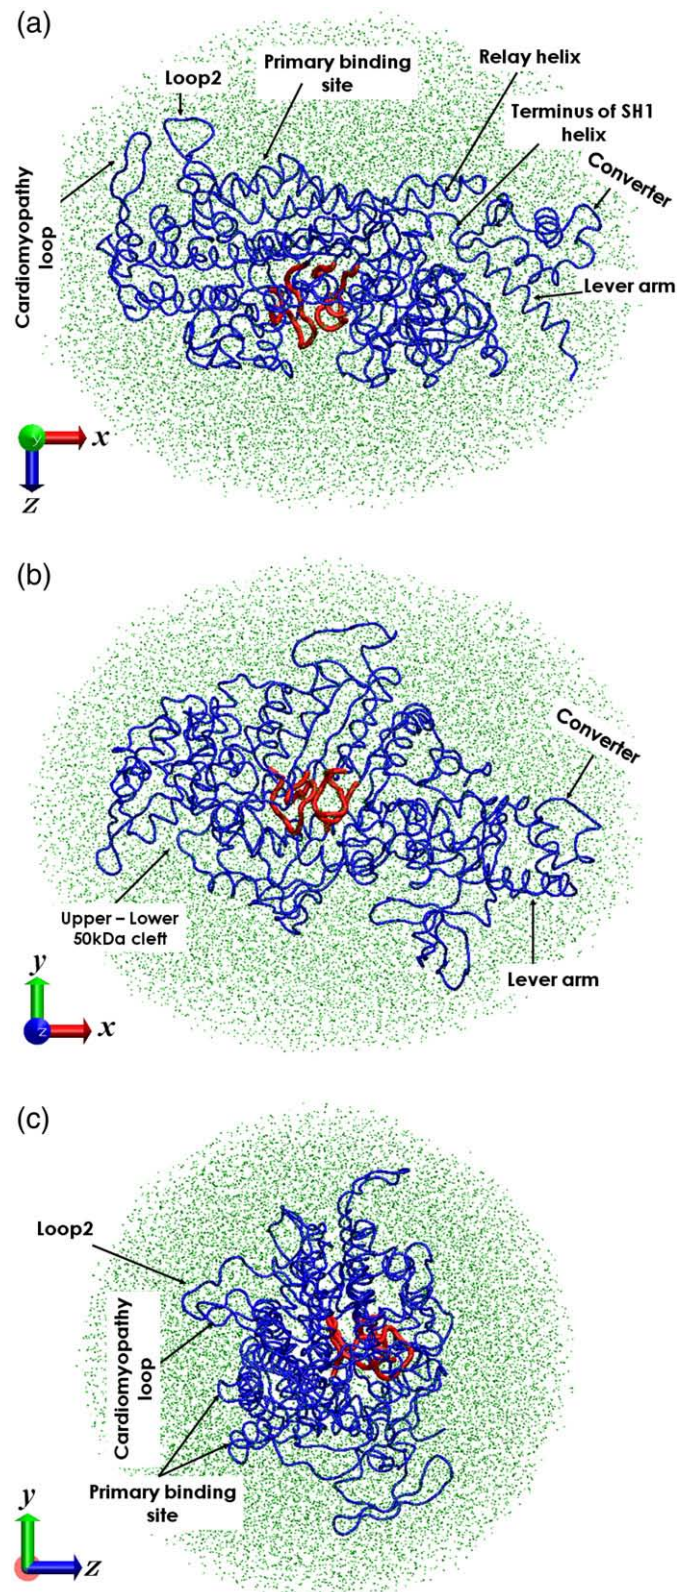 (a)
Primary binding
site
Relay helix
Loop2
Terminus of SH1
helix
Converter
Cardiomyopathy
loop
Lever arm
y
x
z
(b)
Converter
Upper – Lower
50kDa cleft
Lever arm
y
z
x
(c)
Loop2
Cardiomyopathy
loop
Primary binding
site
y
z